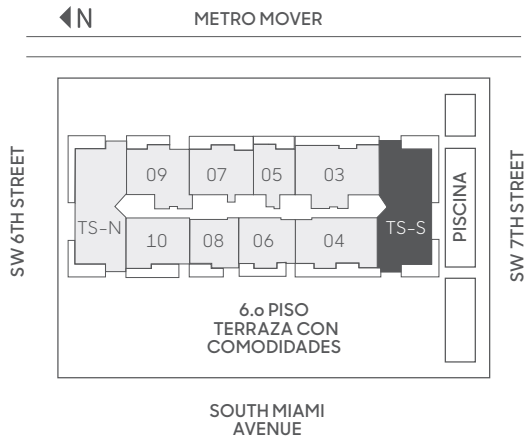 N
METRO MOVER
SW 6TH STREET
09
07
05
03
TS-N
TS-S
10
08
06
04
PISCINA
SW 7TH STREET
6.o PISO
TERRAZA CON
COMODIDADES
SOUTH MIAMI
AVENUE